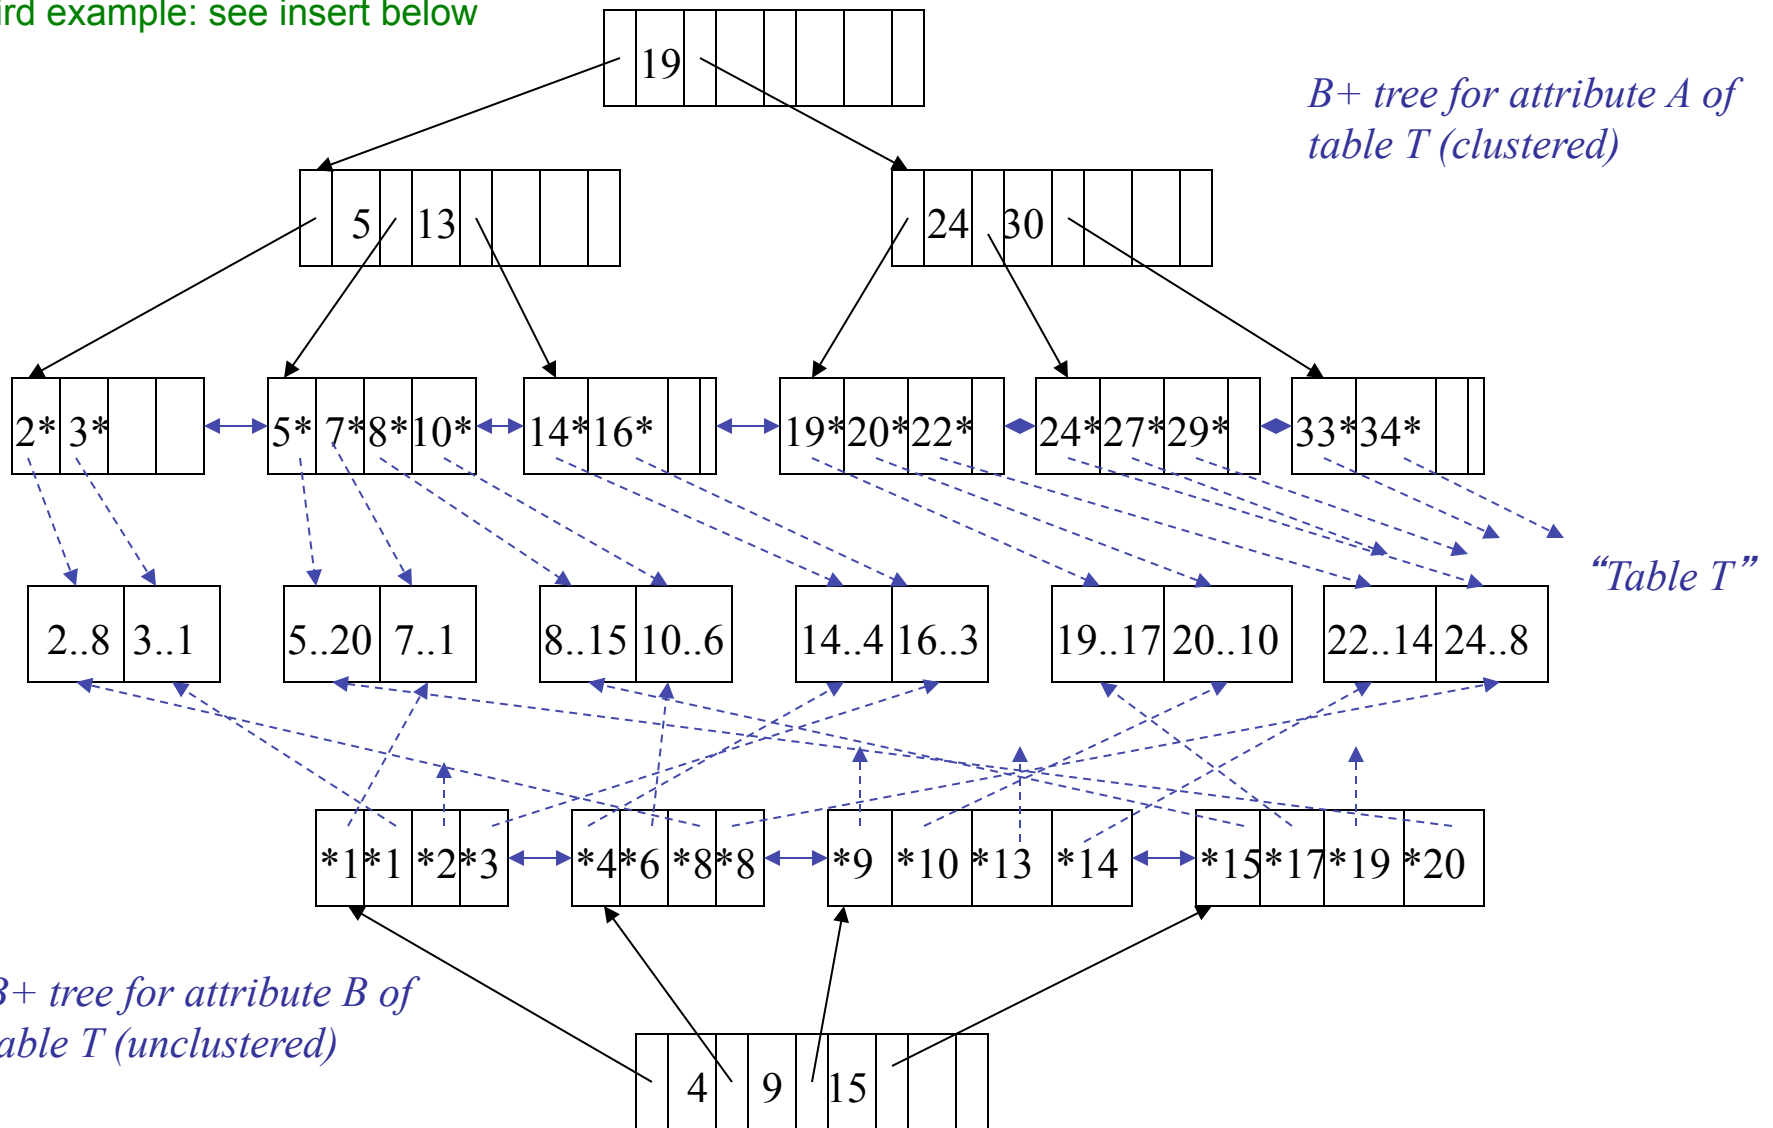 ird example: see insert below
19
B+ tree for attribute A of
table T (clustered)
5 13
24 30
2* 3*
5* 7* 8* 10*
14* 16*
19* 20* 22*
24* 27* 29*
33* 34*
“Table T”
2..8 3..1
5..20 7..1
8..15 10..6
14..4 16..3
19..17 20..10
22..14 24..8
*1 *1 *2 *3
*4 *6 *8 *8
*9 *10 *13 *14
*15 *17 *19 *20
B+ tree for attribute B of
able T (unclustered)
4 9 15